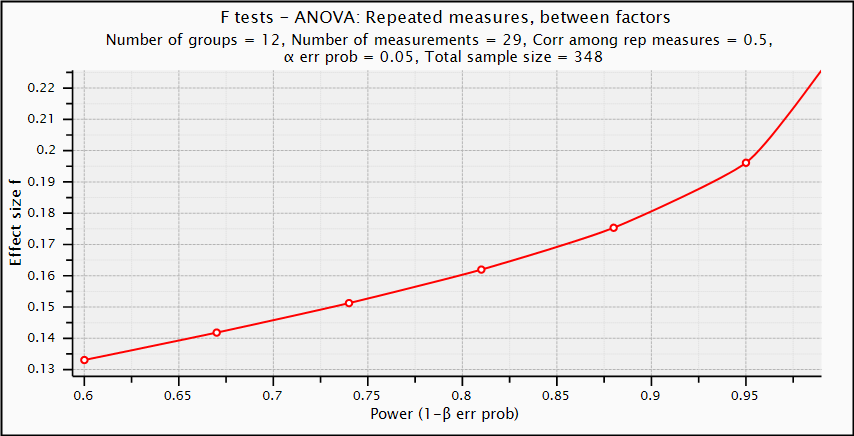 F tests – ANOVA: Repeated measures, between factors
Number of groups = 12, Number of measurements = 29, Corr among rep measures = 0.5,
α err prob = 0.05, Total sample size = 348
Effect size f
0.22
0.21
0.2
0.19
0.18
0.17
0.16
0.15
0.14
0.13
0.6 0.65 0.7 0.75 0.8 0.85 0.9 0.95
Power (1-β err prob)